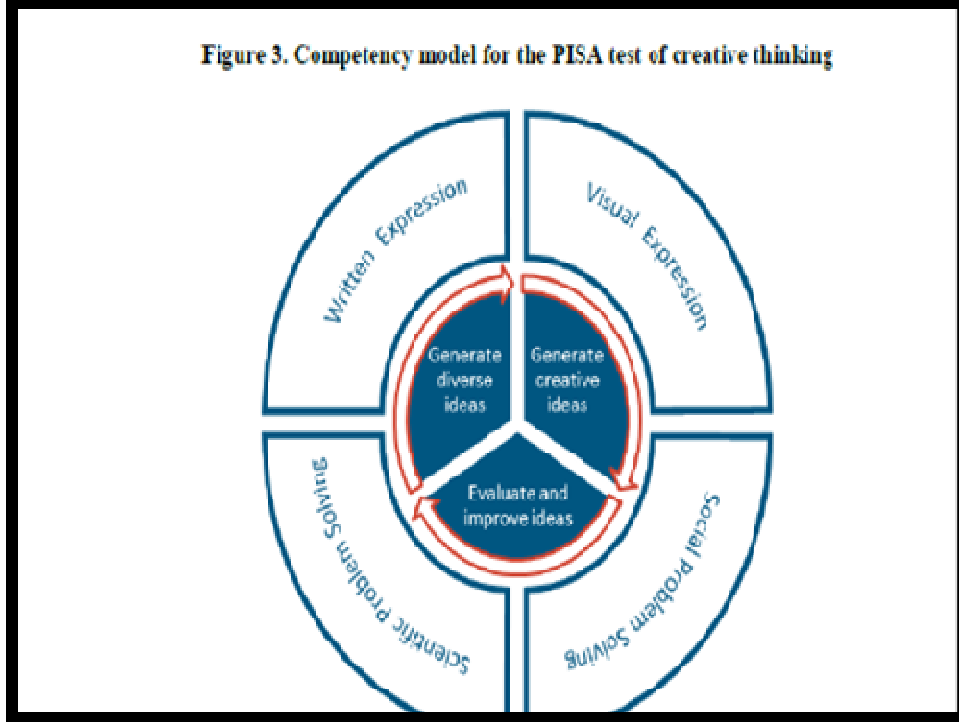 Figure 3. Competency model for the PISA test of creative thinking
Written Expression
Visual Expression
Generate
diverse
ideas
Generate
creative
ideas
Evaluate and
improve ideas
Scientific Problem Solving
Social Problem Solving